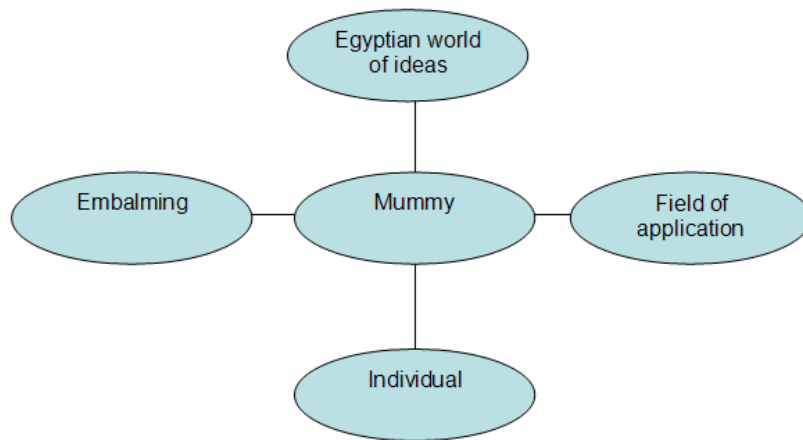 Egyptian world
of ideas
Embalming
Mummy
Field of
application
Individual